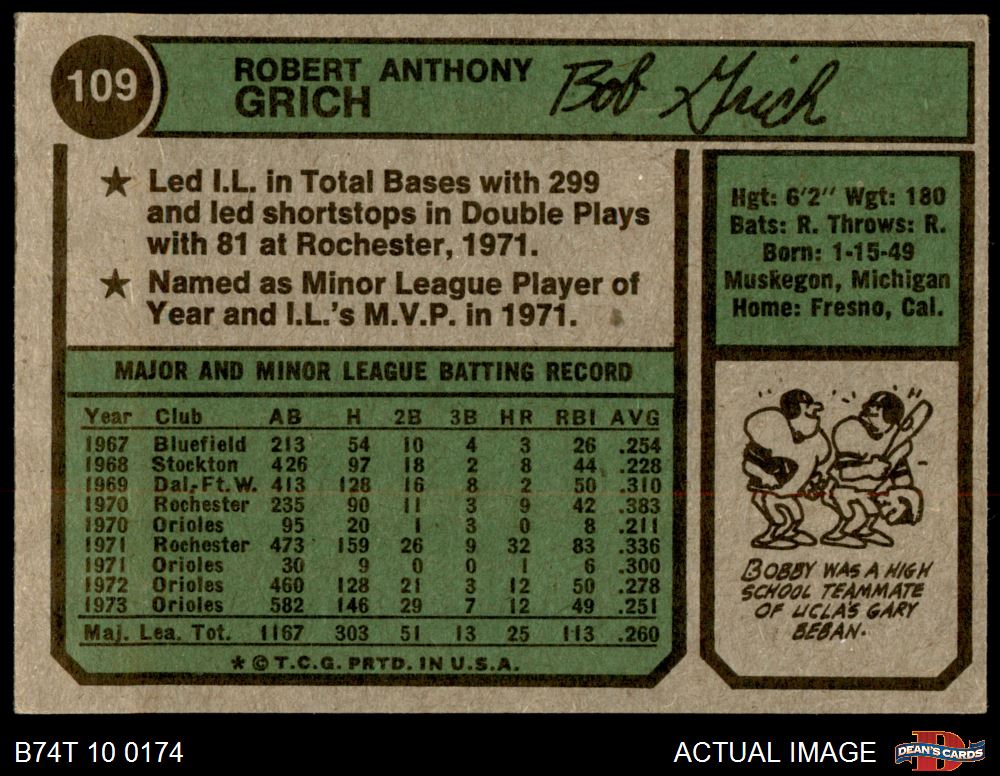 109
ROBERT ANTHONY
GRICH
Bob Grich
★ Led I.L. in Total Bases with 299
and led shortstops in Double Plays
with 81 at Rochester, 1971.
★ Named as Minor League Player of
Year and I.L.'s M.V.P. in 1971.
Hgt: 6'2" Wgt: 180
Bats: R. Throws: R.
Born: 1-15-49
Muskegon, Michigan
Home: Fresno, Cal.
MAJOR AND MINOR LEAGUE BATTING RECORD
Year Club AB H 2B 3B HR RBI AVG
1967 Bluefield 213 54 10 4 3 26 .254
1968 Stockton 426 97 18 2 8 44 .228
1969 Dal.-Ft.W. 413 128 16 8 2 50 .310
1970 Rochester 235 90 11 3 9 42 .383
1970 Orioles 95 20 1 3 0 8 .211
1971 Rochester 473 159 26 9 32 83 .336
1971 Orioles 30 9 0 0 1 6 .300
1972 Orioles 460 128 21 3 12 50 .278
1973 Orioles 582 146 29 7 12 49 .251
Maj. Lea. Tot. 1167 303 51 13 25 113 .260
* © T.C.G. PRTD. IN U.S.A.
BOBBY WAS A HIGH
SCHOOL TEAMMATE
OF UCLA'S GARY
BEBAN.
B74T 10 0174
ACTUAL IMAGE
D
DEAN'S CARDS